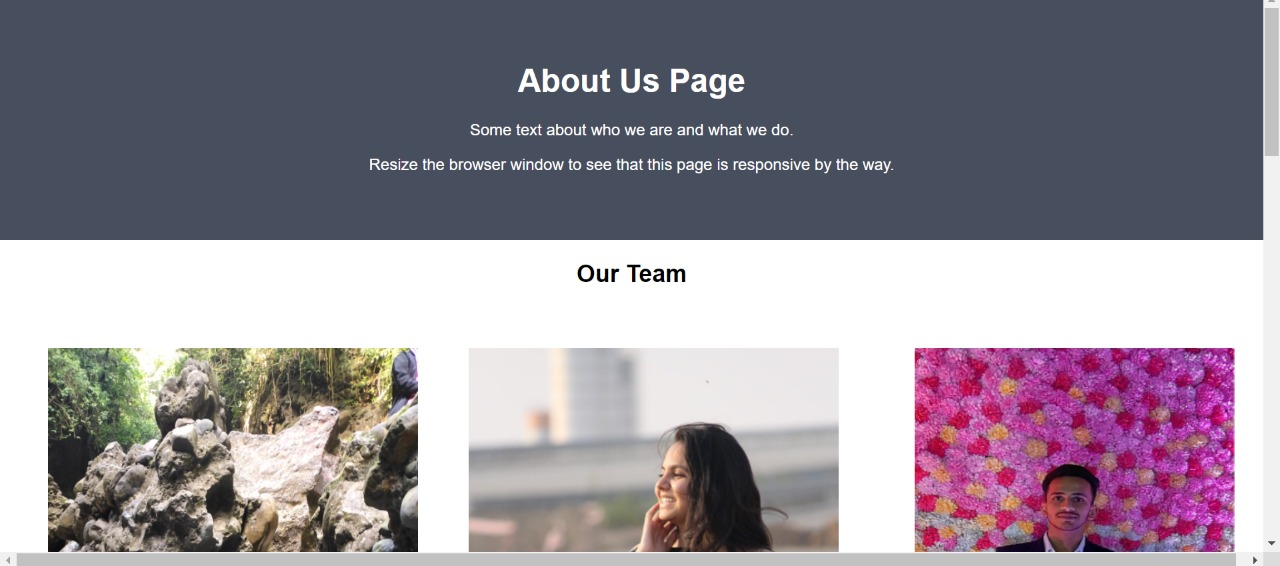 About Us Page
Some text about who we are and what we do.
Resize the browser window to see that this page is responsive by the way.
Our Team